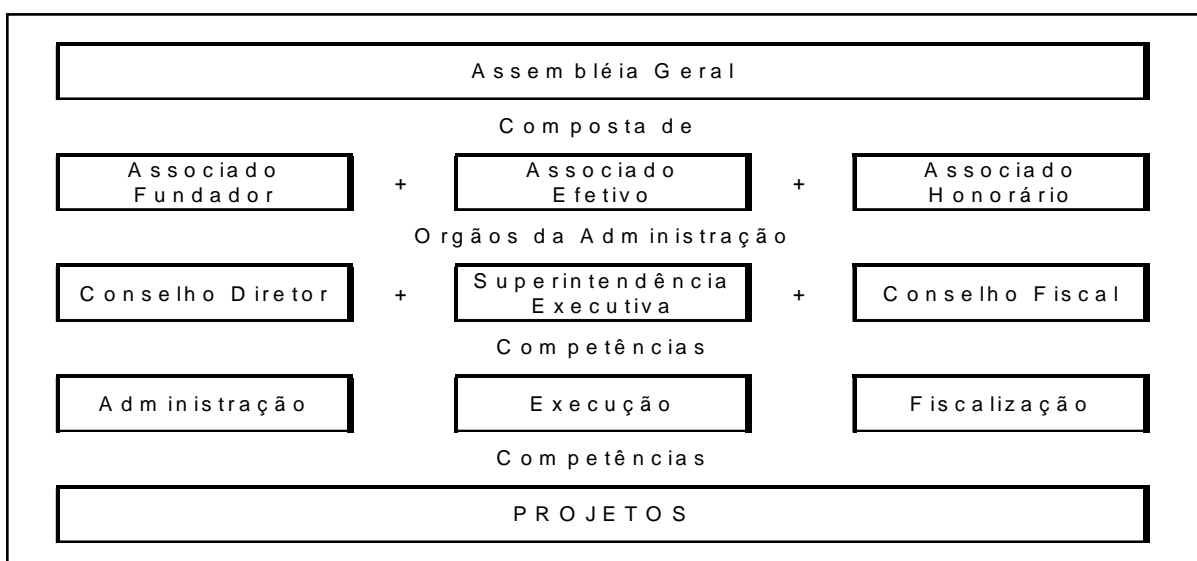 Assembléia Geral
Composta de
Associado
Fundador
+
Associado
Efetivo
+
Associado
Honorário
Orgãos da Administração
Conselho Diretor
+
Superintendência
Executiva
+
Conselho Fiscal
Competências
Administração
Execução
Fiscalização
Competências
PROJETOS